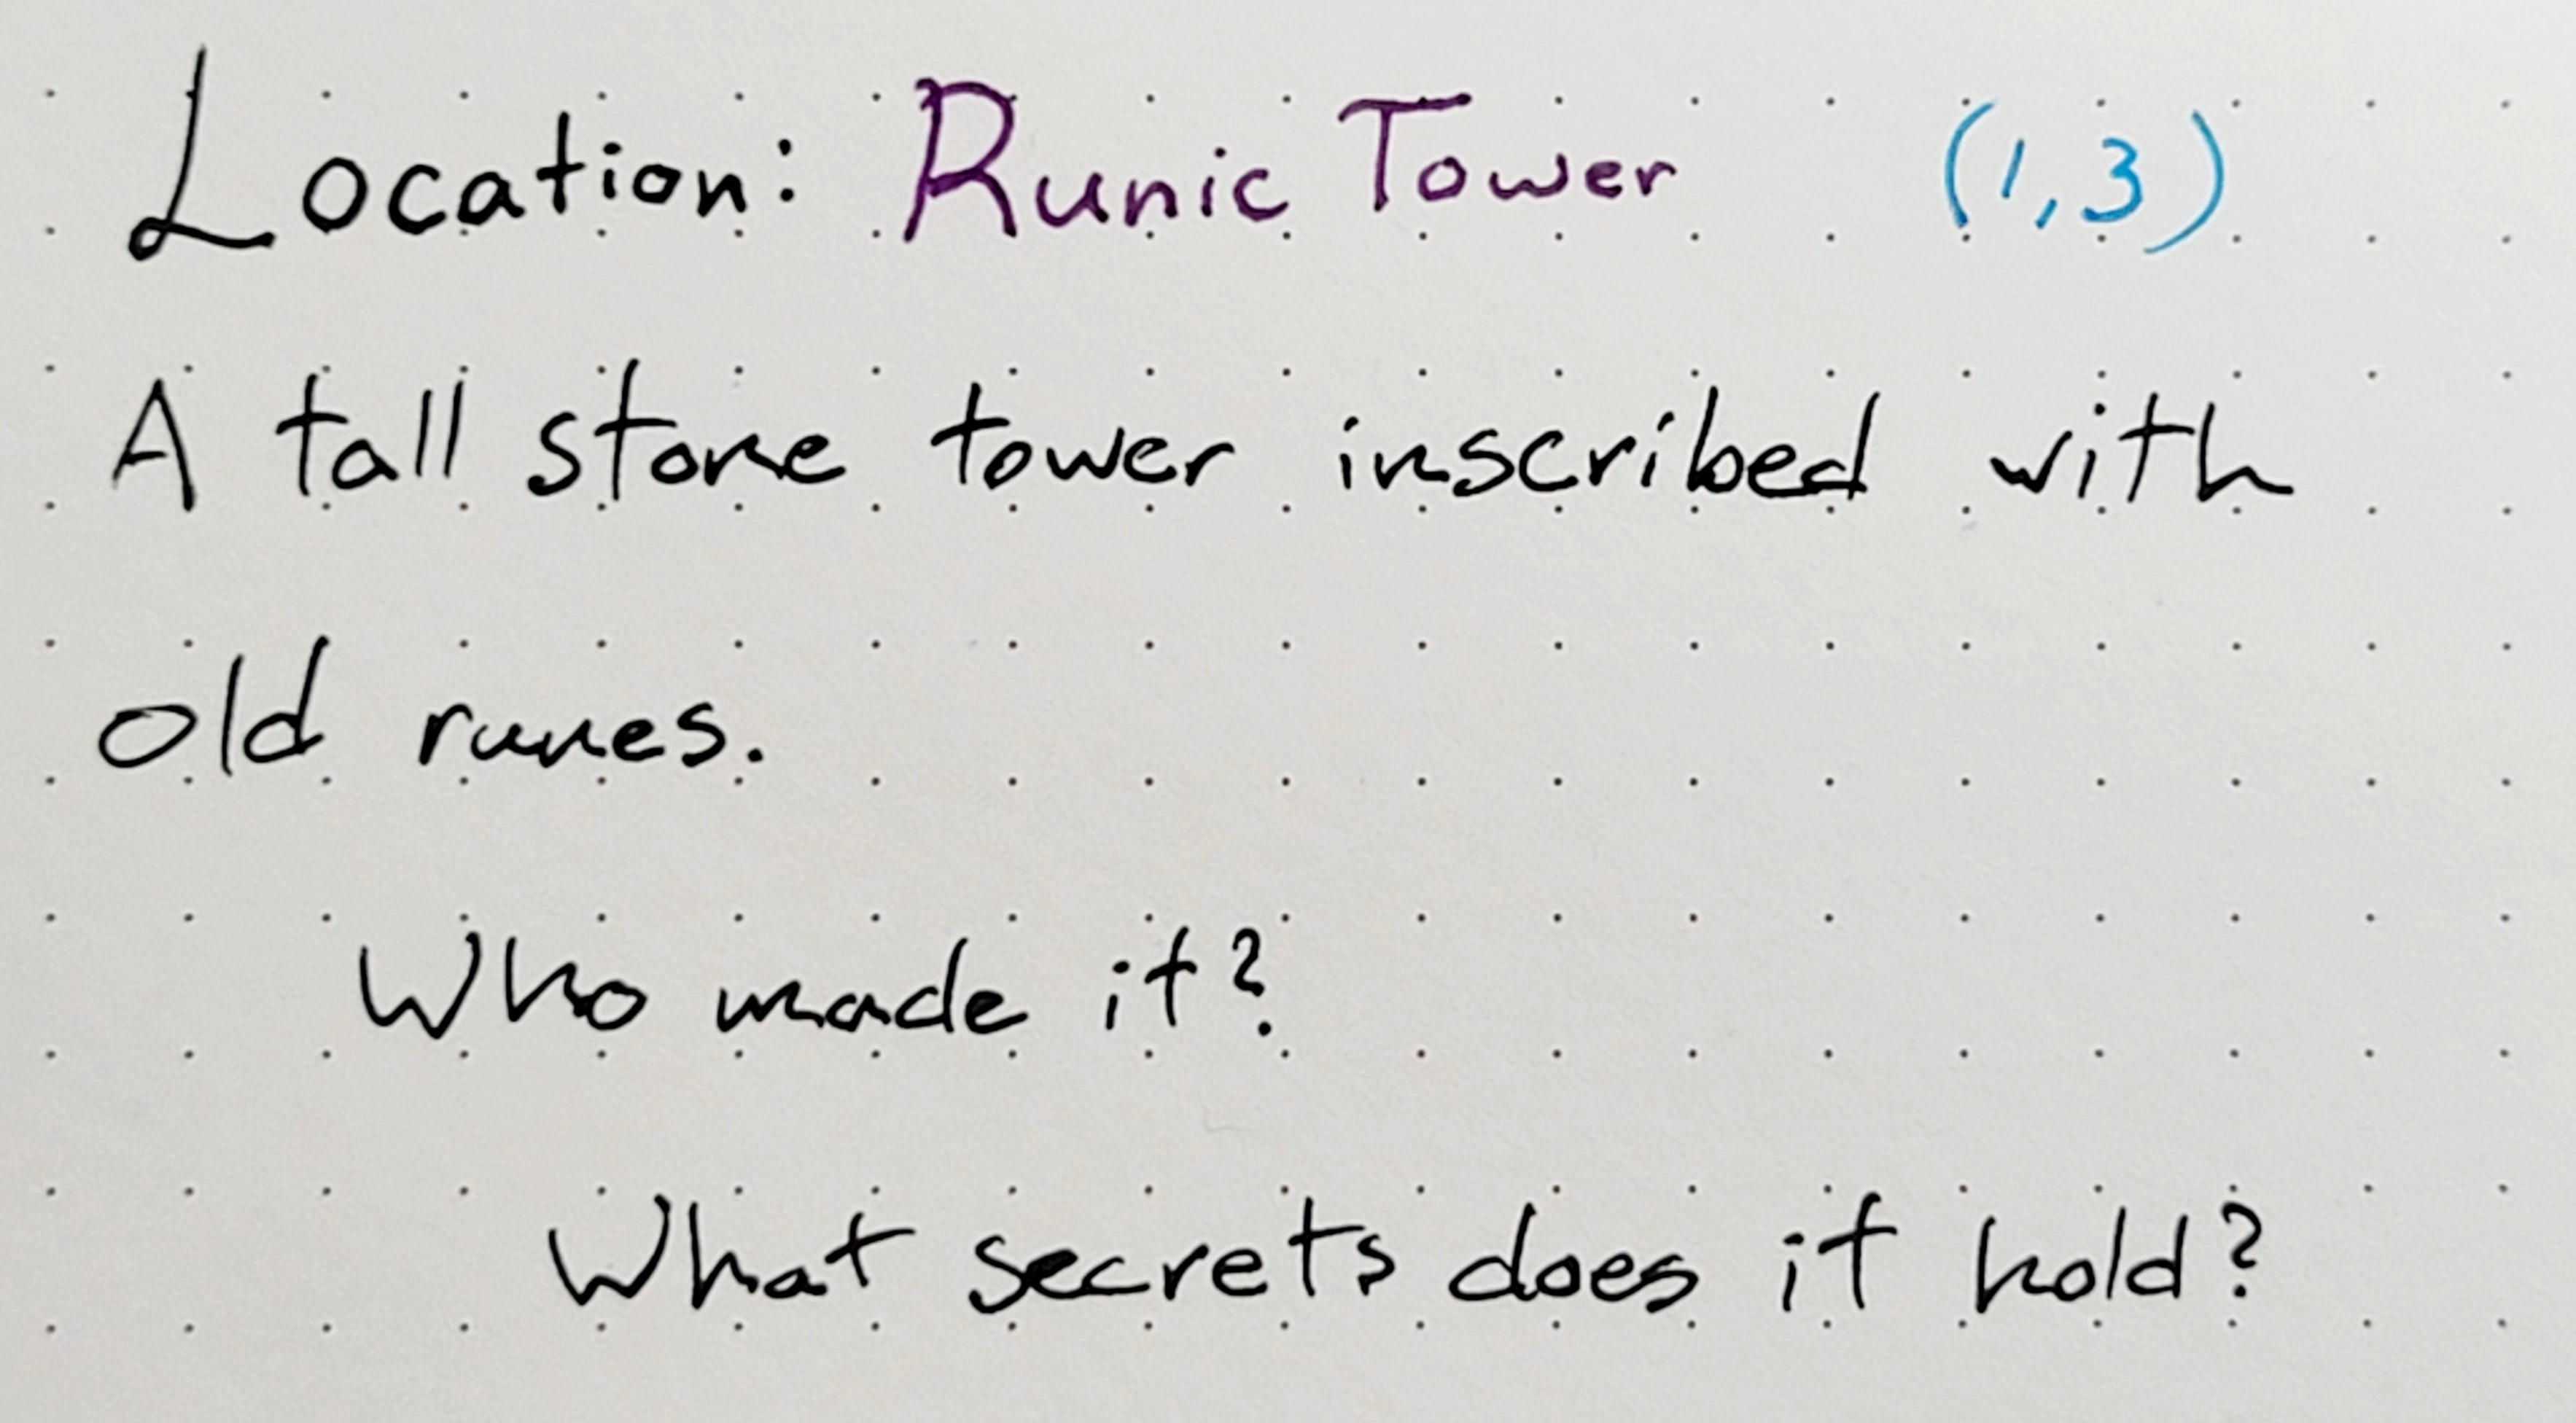 Location: Runic Tower (1,3)
A tall stone tower inscribed with
old runes.
Who made it?
What secrets does it hold?